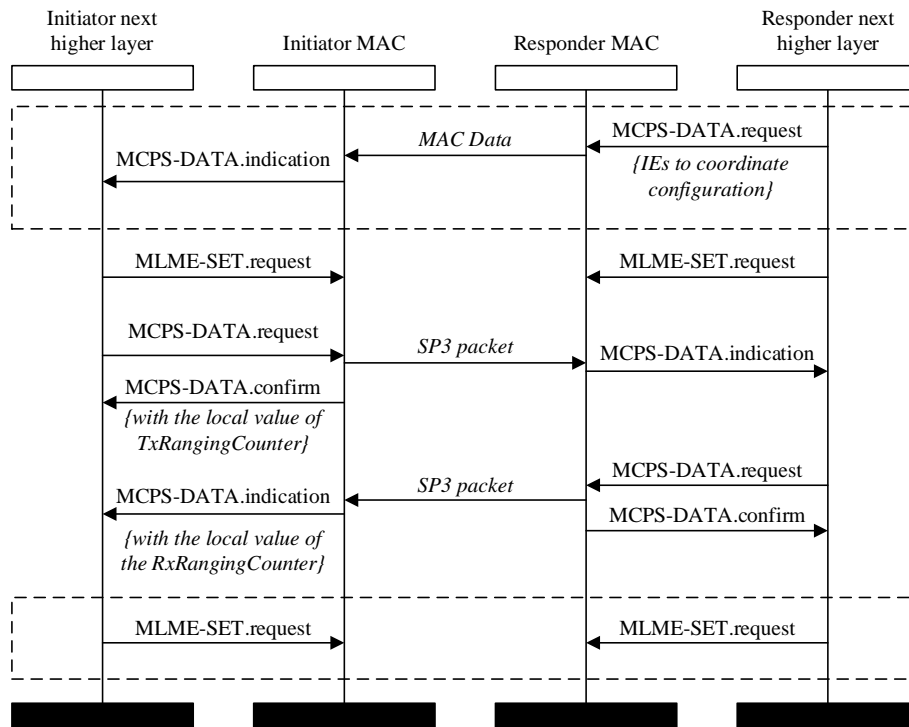 Initiator next
higher layer
Initiator MAC
Responder MAC
Responder next
higher layer
MCPS-DATA.request
MAC Data
MCPS-DATA.indication
{IEs to coordinate
configuration}
MLME-SET.request
MLME-SET.request
MCPS-DATA.request
SP3 packet
MCPS-DATA.indication
MCPS-DATA.confirm
{with the local value of
TxRangingCounter}
MCPS-DATA.request
SP3 packet
MCPS-DATA.indication
MCPS-DATA.confirm
{with the local value of
the RxRangingCounter}
MLME-SET.request
MLME-SET.request